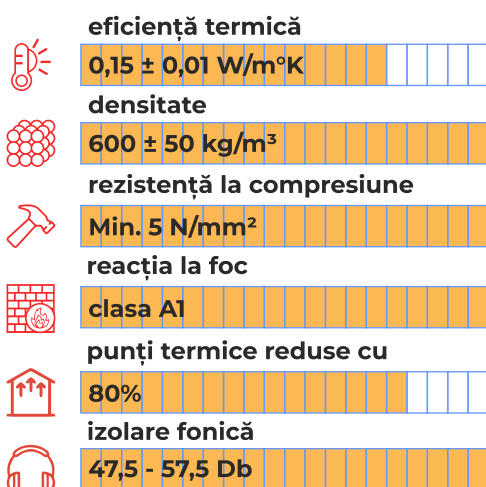 eficiență termică
0,15 ± 0,01 W/m°K
densitate
600 ± 50 kg/m³
rezistență la compresiune
Min. 5 N/mm²
reacția la foc
clasa A1
punți termice reduse cu
80%
izolare fonică
47,5 - 57,5 Db